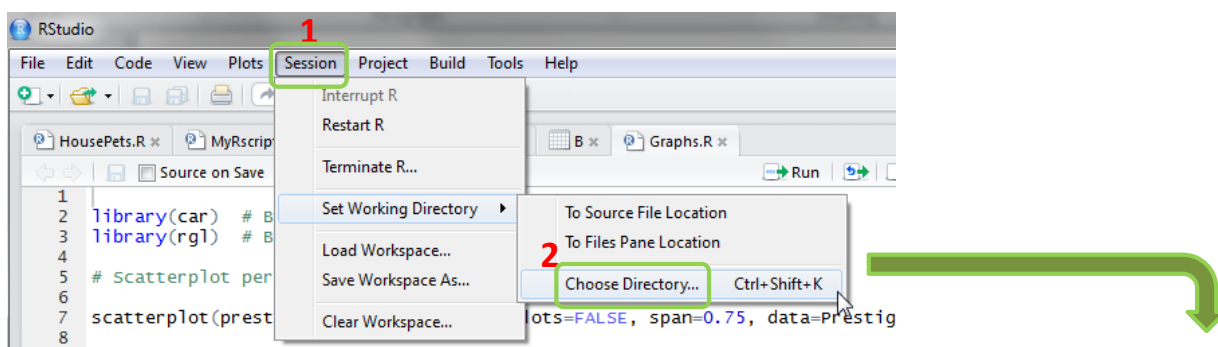 RStudio
1
File Edit Code View Plots Session Project Build Tools Help
Interrupt R
Restart R
HousePets.R MyRscrip B Graphs.R
Terminate R...
Source on Save Run
1
2 library(car) # B
3 library(rgl) # B
4
5 # Scatterplot per
6
7 scatterplot(prest lots=FALSE, span=0.75, data=Prestig
8
Set Working Directory
Load Workspace...
Save Workspace As...
Clear Workspace...
To Source File Location
To Files Pane Location
2
Choose Directory... Ctrl+Shift+K